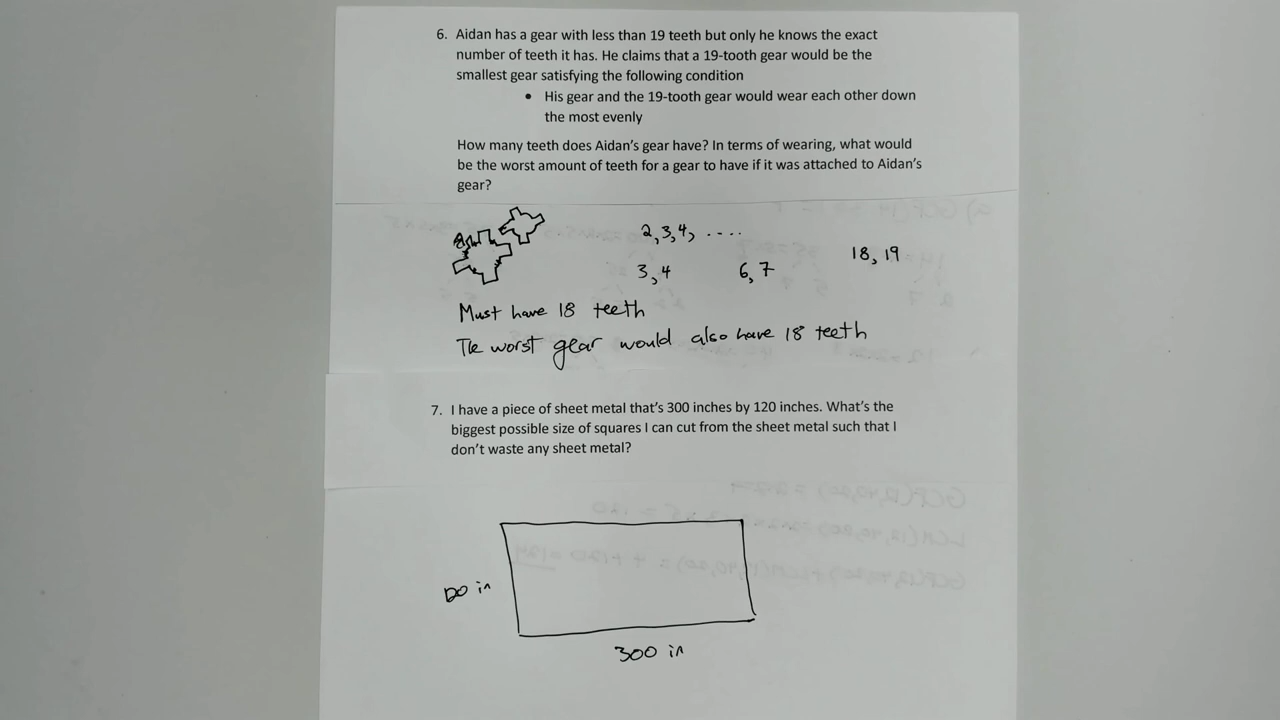 6. Aidan has a gear with less than 19 teeth but only he knows the exact
number of teeth it has. He claims that a 19-tooth gear would be the
smallest gear satisfying the following condition
• His gear and the 19-tooth gear would wear each other down
the most evenly
How many teeth does Aidan's gear have? In terms of wearing, what would
be the worst amount of teeth for a gear to have if it was attached to Aidan's
gear?
2,3,4, ....
18, 19
3,4 6,7
Must have 18 teeth
The worst gear would also have 18 teeth
7. I have a piece of sheet metal that's 300 inches by 120 inches. What's the
biggest possible size of squares I can cut from the sheet metal such that I
don't waste any sheet metal?
120 in
300 in